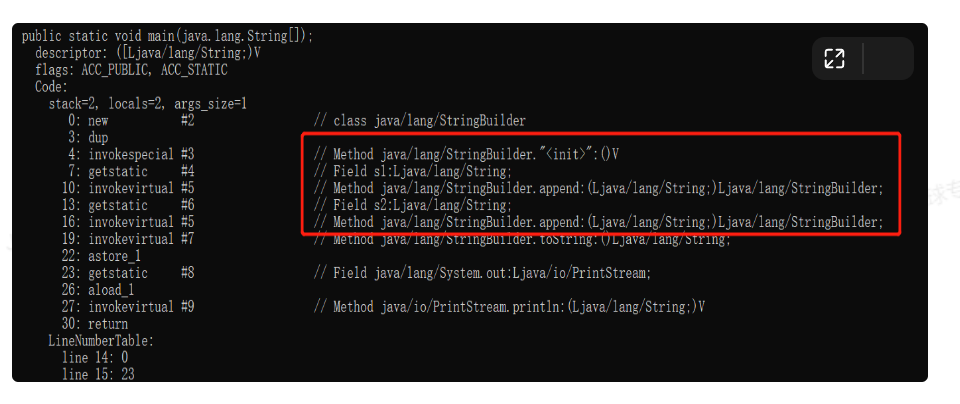 public static void main(java.lang.String[]);
descriptor: ([Ljava/lang/String;)V
flags: ACC_PUBLIC, ACC_STATIC
Code:
stack=2, locals=2, args_size=1
0: new #2 // class java/lang/StringBuilder
3: dup
4: invokespecial #3 // Method java/lang/StringBuilder."<init>":()V
7: getstatic #4 // Field s1:Ljava/lang/String;
10: invokevirtual #5 // Method java/lang/StringBuilder.append:(Ljava/lang/String;)Ljava/lang/StringBuilder;
13: getstatic #6 // Field s2:Ljava/lang/String;
16: invokevirtual #5 // Method java/lang/StringBuilder.append:(Ljava/lang/String;)Ljava/lang/StringBuilder;
19: invokevirtual #7 // Method java/lang/StringBuilder.toString:()Ljava/lang/String;
22: astore_1
23: getstatic #8 // Field java/lang/System.out:Ljava/io/PrintStream;
26: aload_1
27: invokevirtual #9 // Method java/io/PrintStream.println:(Ljava/lang/String;)V
30: return
LineNumberTable:
line 14: 0
line 15: 23